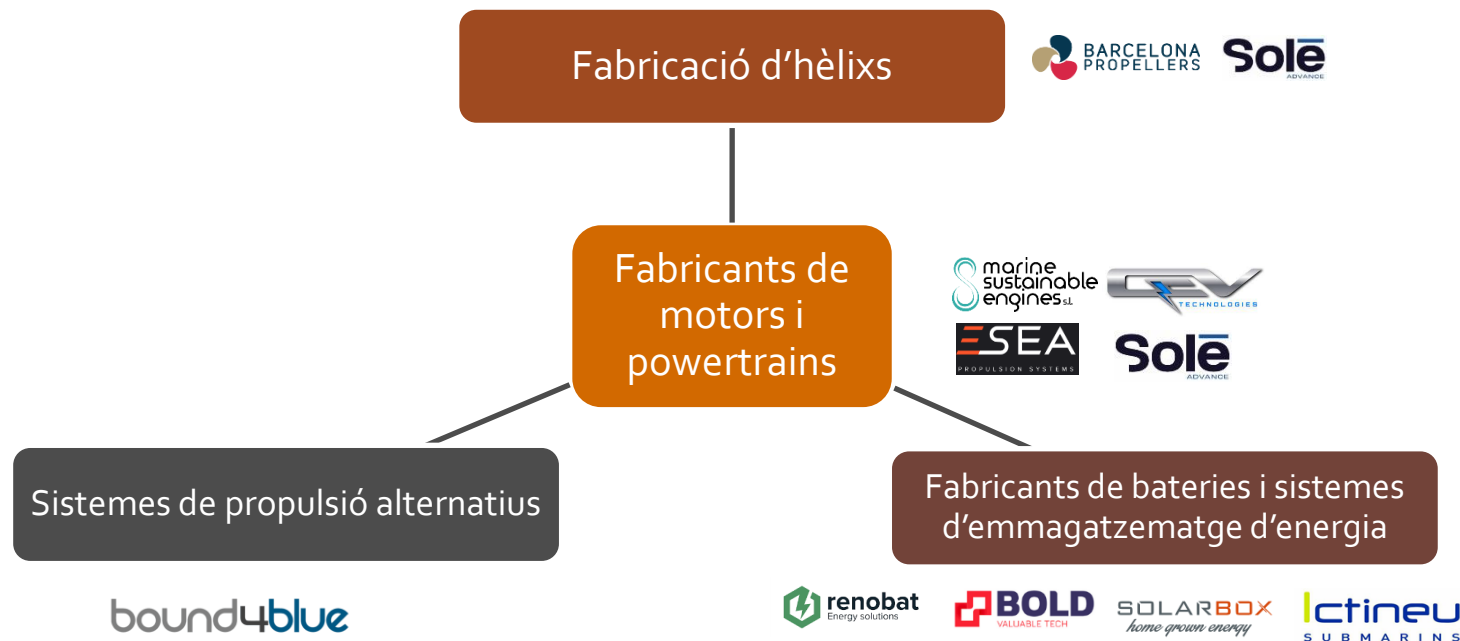 Fabricació d’hèlixs
BARCELONA
PROPELLERS
Solē
ADVANCE
Fabricants de
motors i
powertrains
marine
sustainable
engines s.l.
QEV
TECHNOLOGIES
ESEA
PROPULSION SYSTEMS
Solē
ADVANCE
Sistemes de propulsió alternatius
Fabricants de bateries i sistemes
d’emmagatzematge d’energia
bound4blue
renobat
Energy solutions
BOLD
VALUABLE TECH
SOLARBOX
home grown energy
Ictineu
SUBMARINS